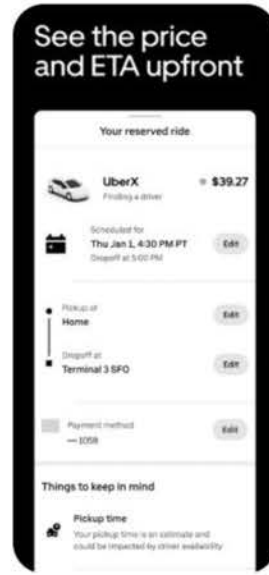 See the price
and ETA upfront
Your reserved ride
UberX $39.27
Finding a driver
Scheduled for
Thu Jan 1, 4:30 PM PT
Edit
Dropoff at 5:00 PM
Pickup at
Home
Edit
Dropoff at
Terminal 3 SFO
Edit
Payment method
Edit
–– 1058
Things to keep in mind
Pickup time
Your pickup time is an estimate and
could be impacted by driver availability